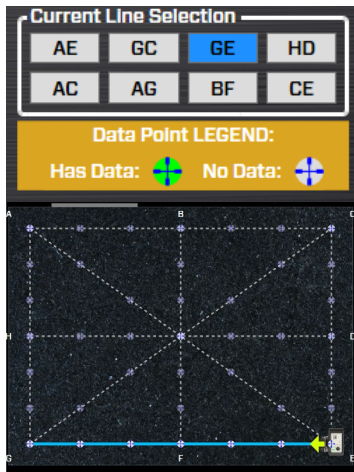 Current Line Selection
AE GC GE HD
AC AG BF CE
Data Point LEGEND:
Has Data: No Data:
A B C
H D
G F E